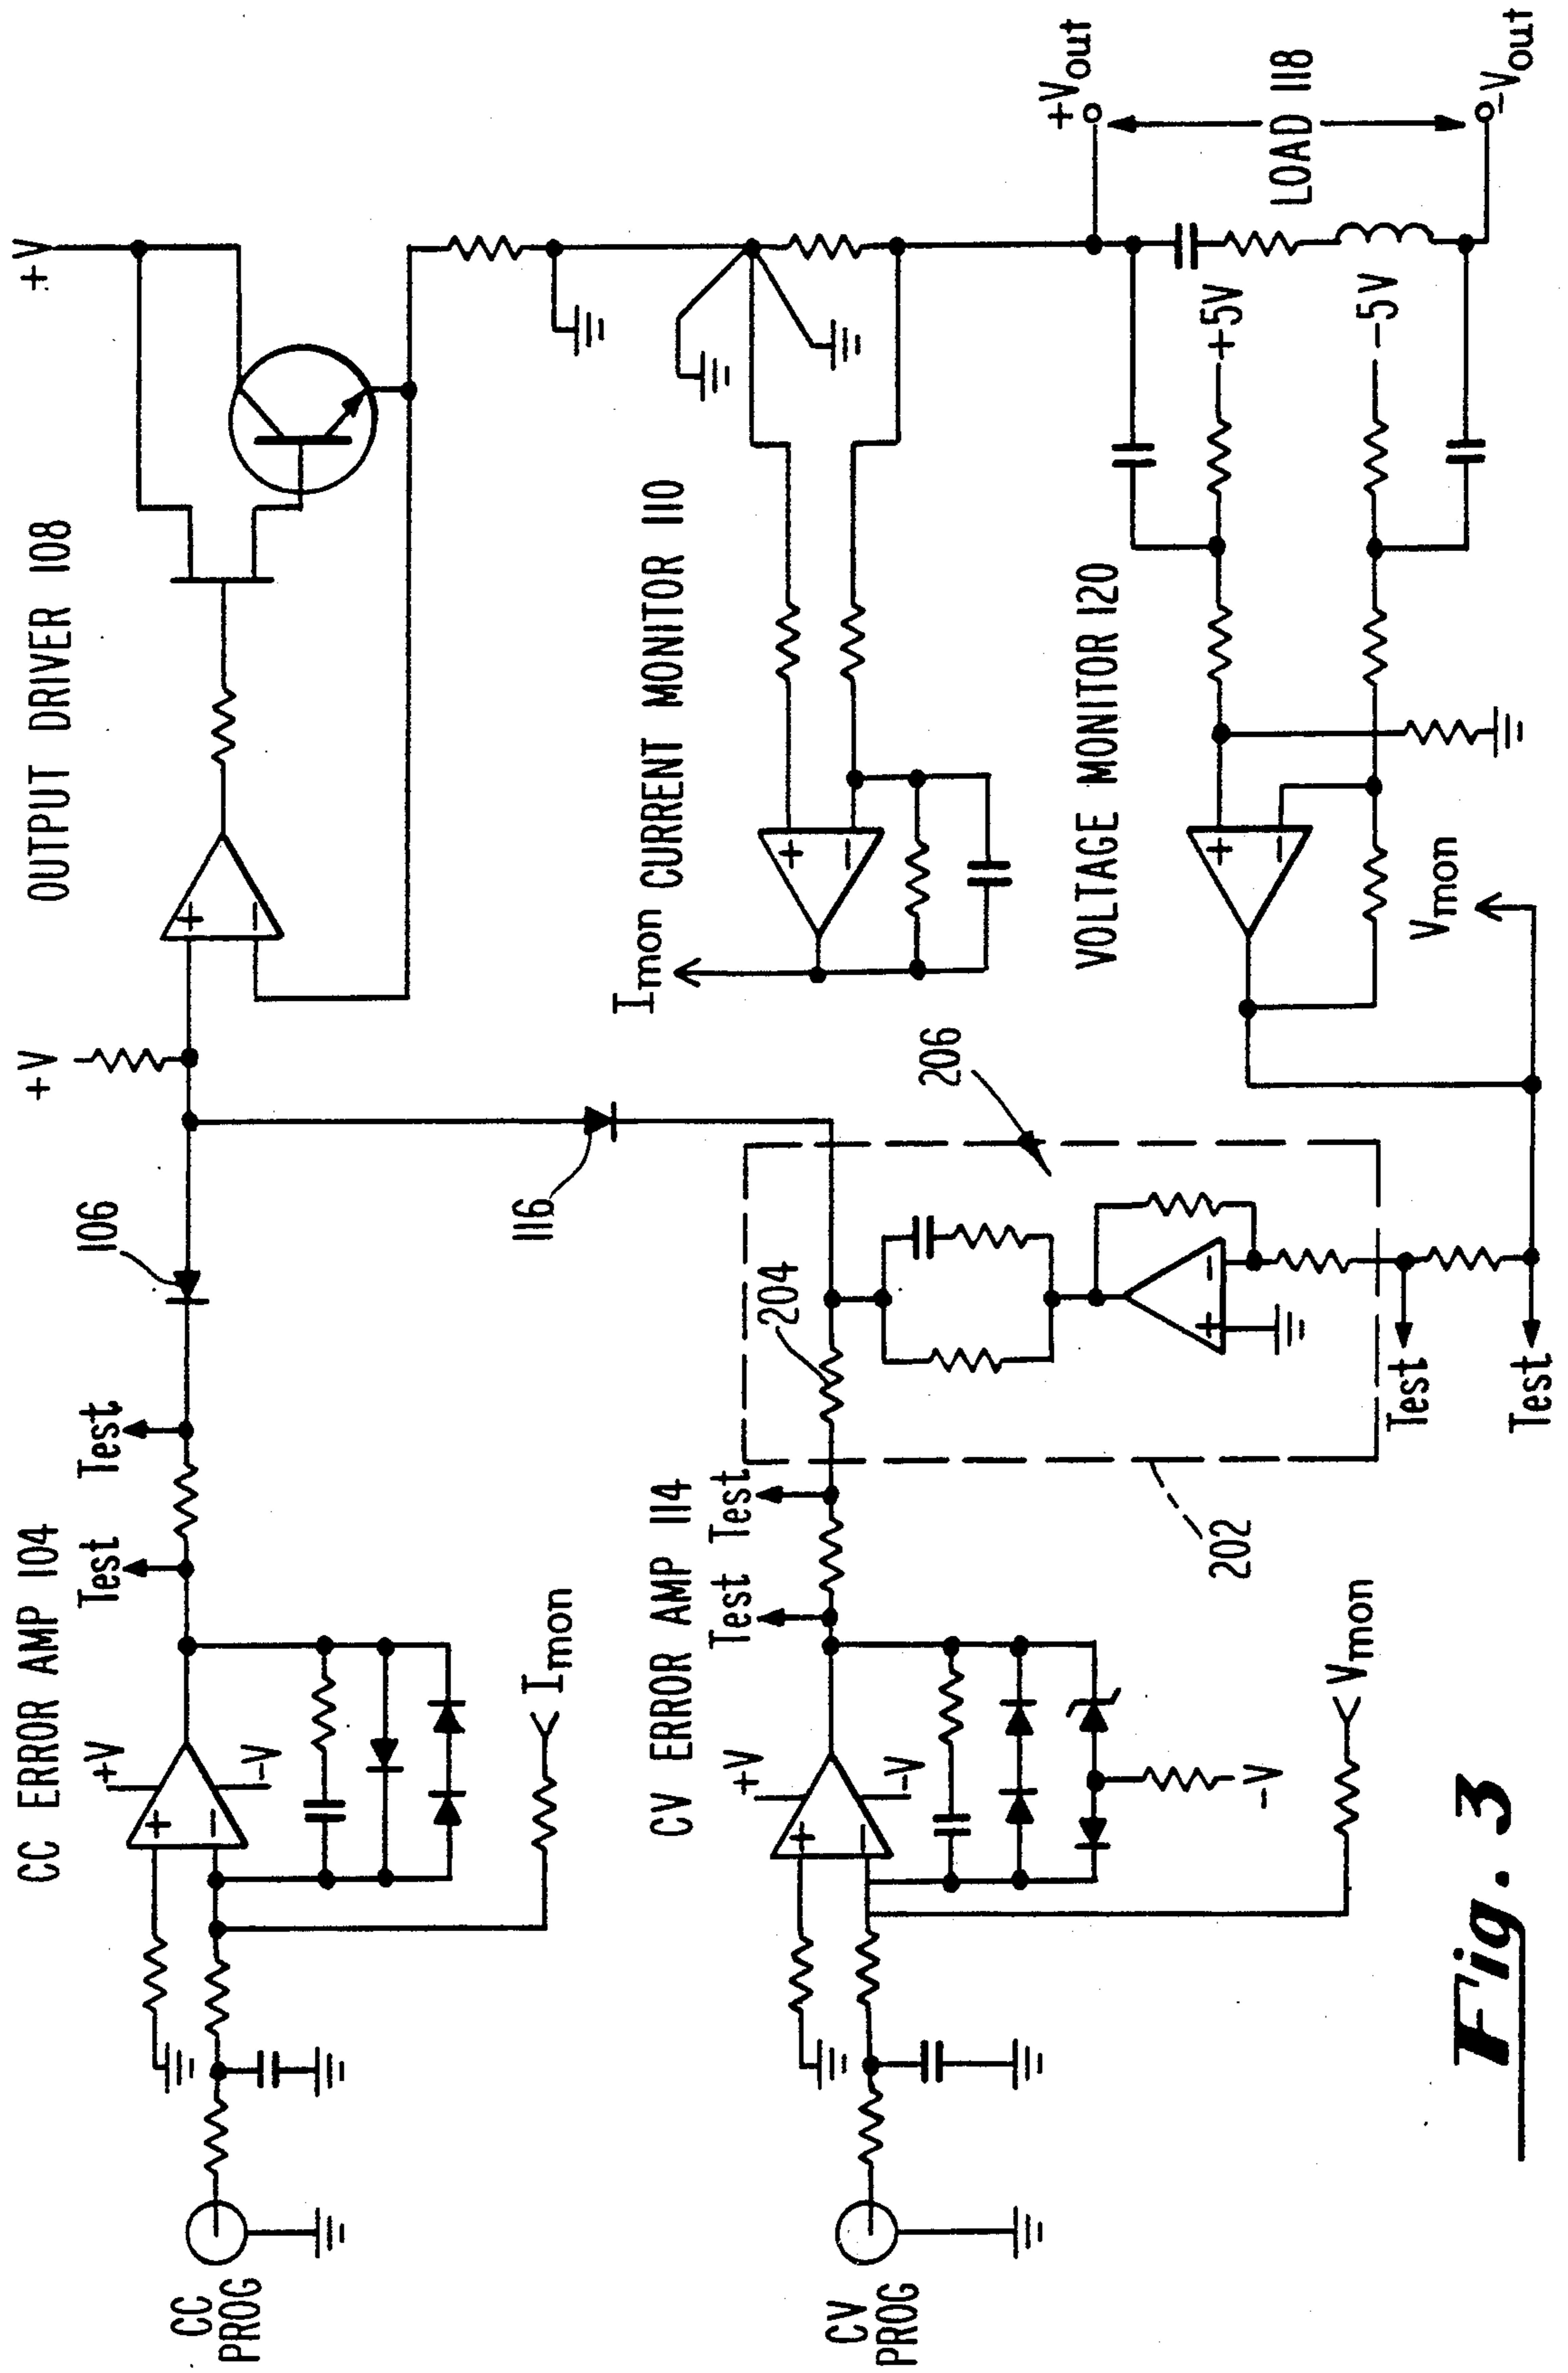 CC ERROR AMP 104
OUTPUT DRIVER 108
+V
+V
+V
-V
+
−
Test
Test
106
+
−
CC
PROG
Imon
116
Imon
CURRENT MONITOR 110
+
−
CV ERROR AMP 114
+V
-V
+
−
Test
Test
204
206
202
-V
Vmon
CV
PROG
+
−
Test
Test
VOLTAGE MONITOR 120
+
−
Vmon
+5V
-5V
+Vout
LOAD 118
-Vout
Fig. 3